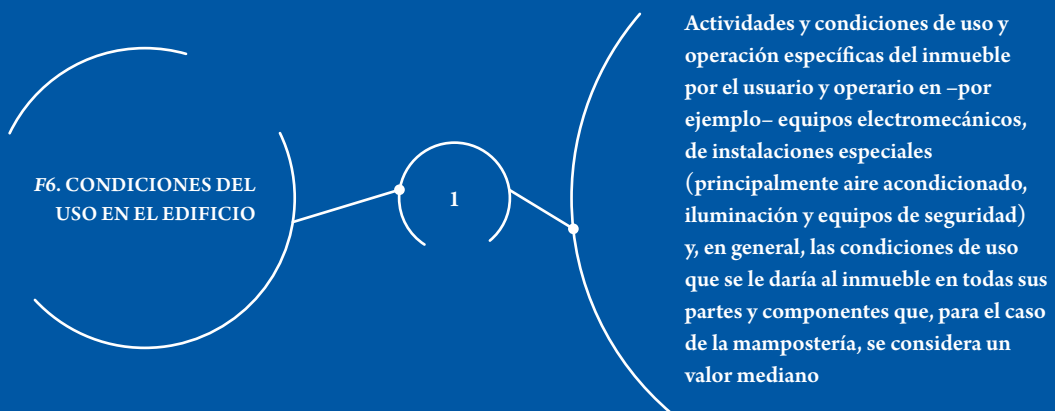 F6. CONDICIONES DEL
USO EN EL EDIFICIO
1
Actividades y condiciones de uso y
operación específicas del inmueble
por el usuario y operario en –por
ejemplo– equipos electromecánicos,
de instalaciones especiales
(principalmente aire acondicionado,
iluminación y equipos de seguridad)
y, en general, las condiciones de uso
que se le daría al inmueble en todas sus
partes y componentes que, para el caso
de la mampostería, se considera un
valor mediano